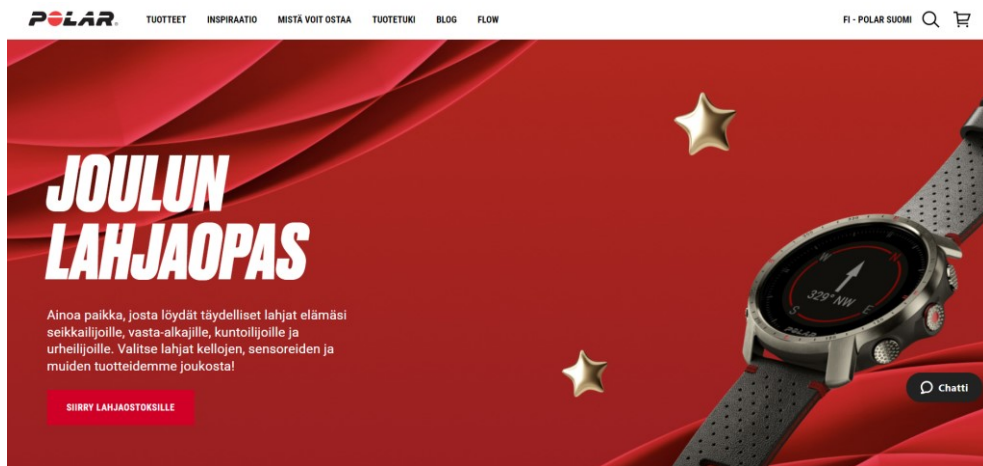 POLAR.
TUOTTEET INSPIRAATIO MISTÄ VOIT OSTAA TUOTETUKI BLOG FLOW
FI - POLAR SUOMI
JOULUN
LAHJAOPAS
Ainoa paikka, josta löydät täydelliset lahjat elämäsi
seikkailijoille, vasta-alkajille, kuntoilijoille ja
urheilijoille. Valitse lahjat kellojen, sensoreiden ja
muiden tuotteidemme joukosta!
SIIRRY LAHJAOSTOKSILLE
W N
329° NW
S E
POLAR
Chatti